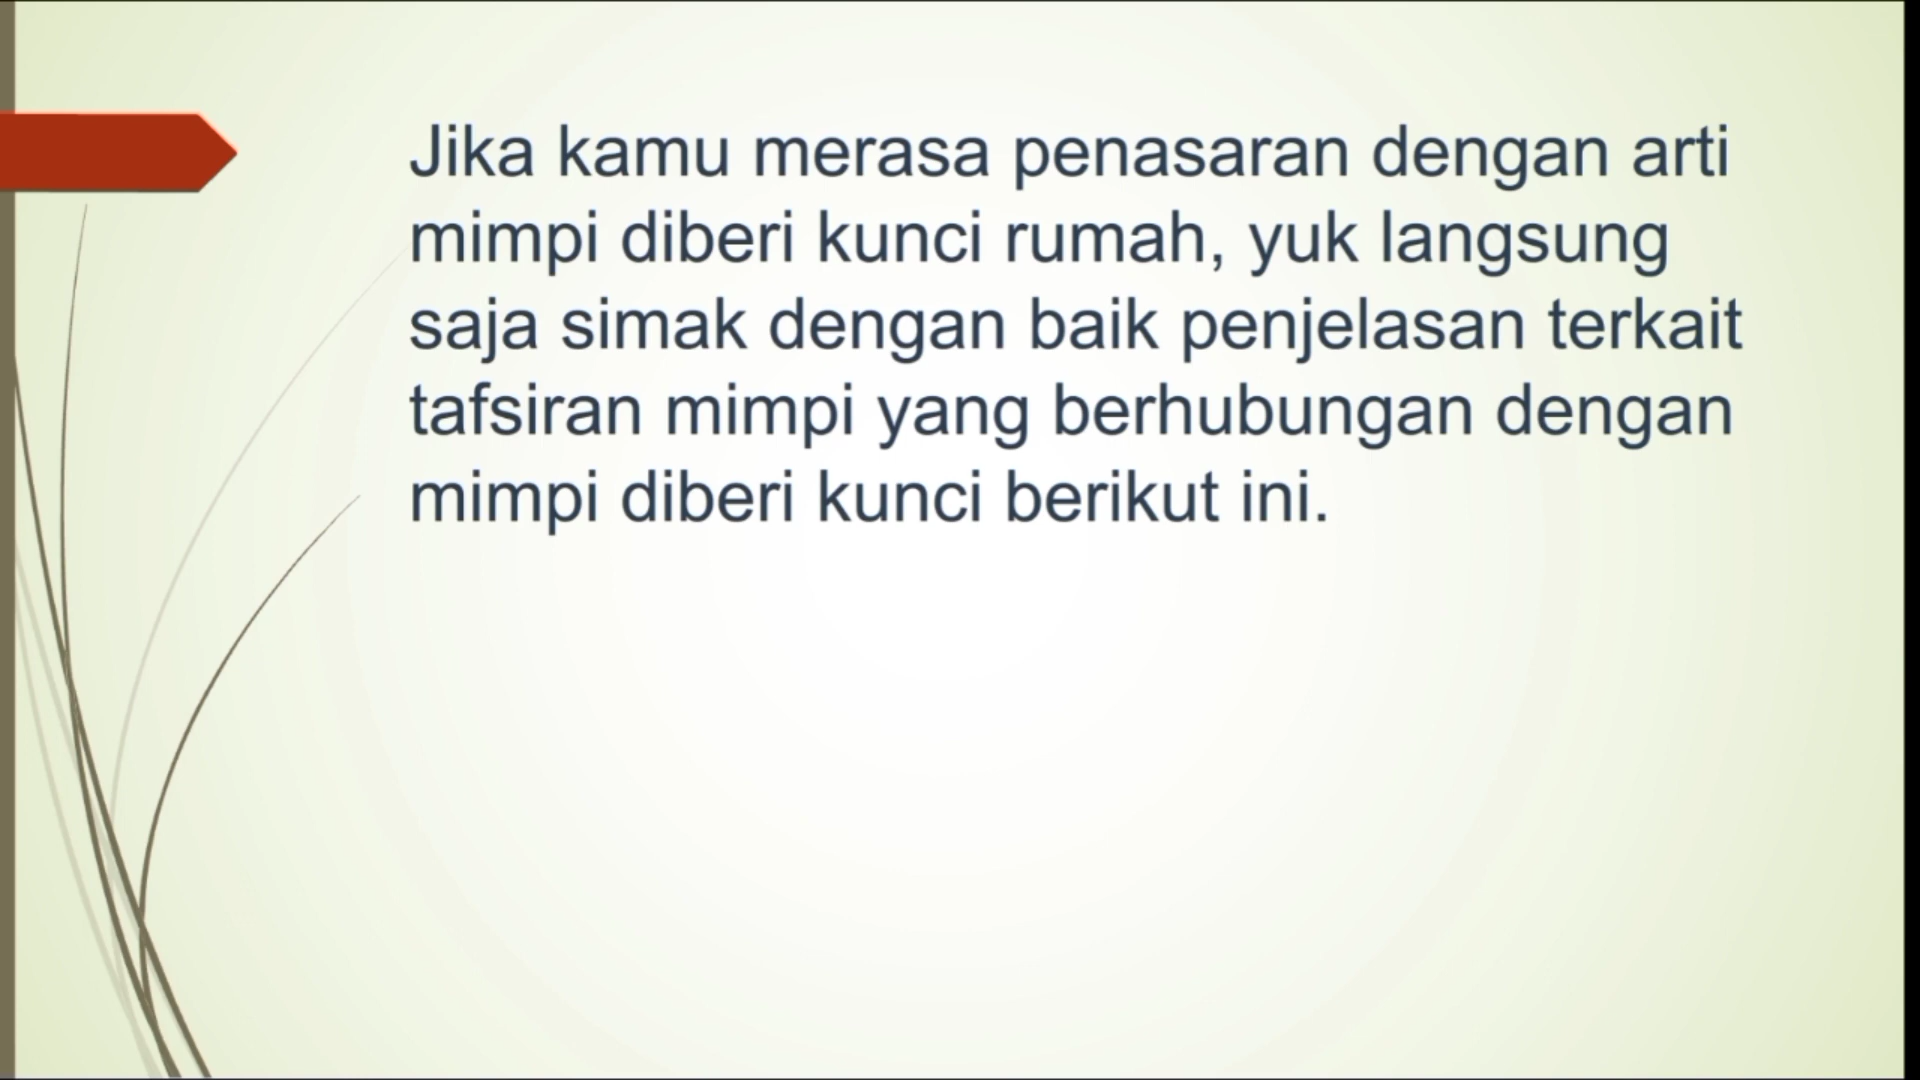 Jika kamu merasa penasaran dengan arti
mimpi diberi kunci rumah, yuk langsung
saja simak dengan baik penjelasan terkait
tafsiran mimpi yang berhubungan dengan
mimpi diberi kunci berikut ini.